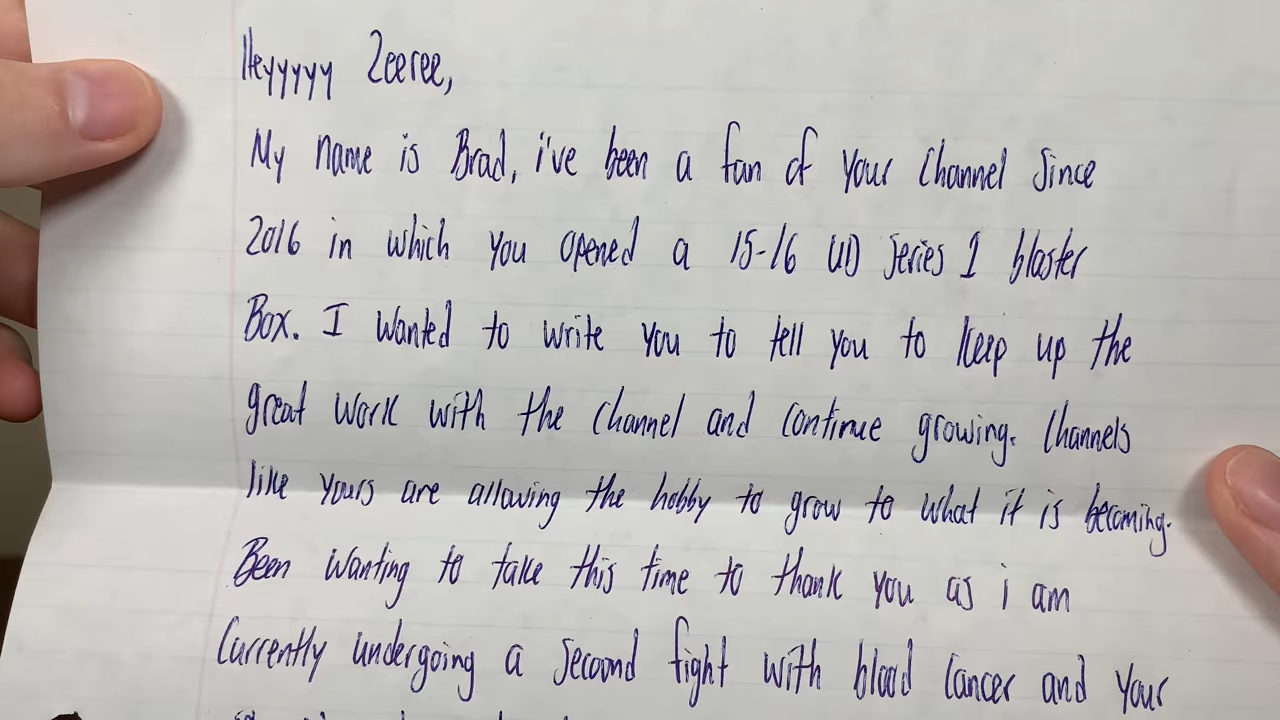 Heyyyyy Zeeree,
My name is Brad, i've been a fan of your channel Since
2016 in which you opened a 15-16 UD Series 1 blaster
Box. I wanted to write you to tell you to keep up the
great work with the channel and continue growing. Channels
like yours are allowing the hobby to grow to what it is becoming.
Been wanting to take this time to thank you as i am
Currently undergoing a second fight with blood cancer and your